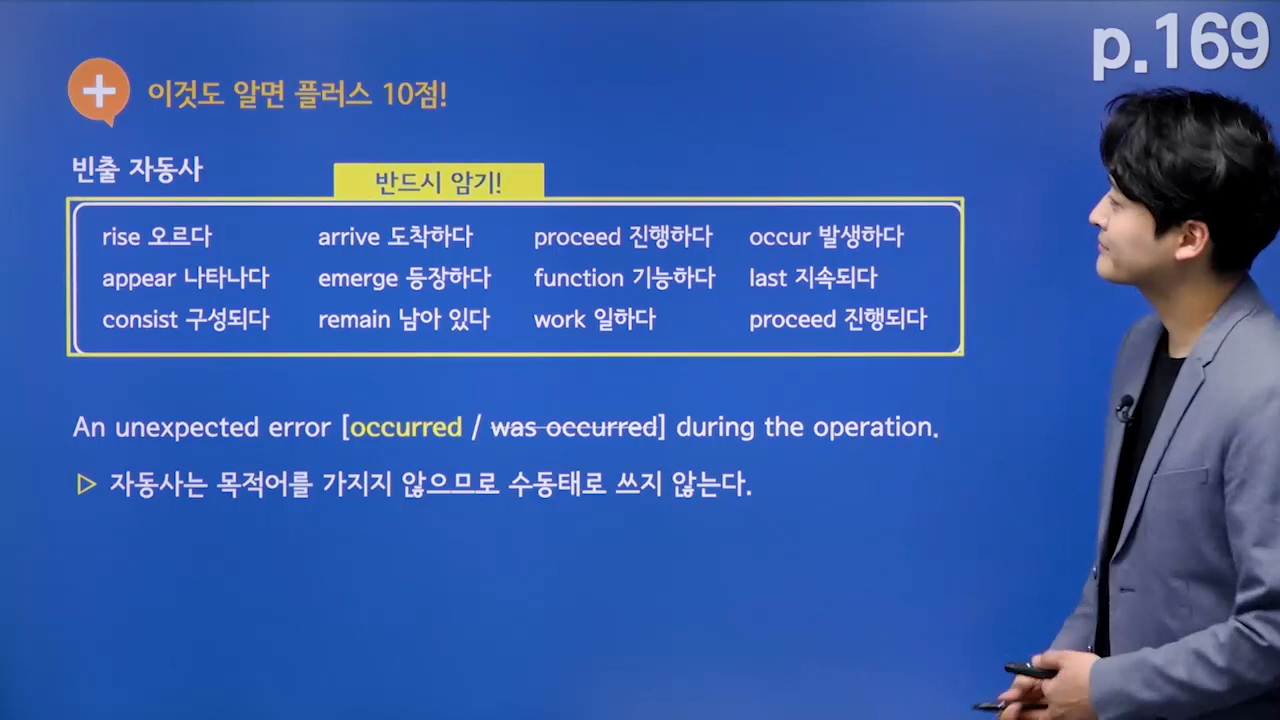 p.169
이것도 알면 플러스 10점!
빈출 자동사
반드시 암기!
rise 오르다 arrive 도착하다 proceed 진행하다 occur 발생하다
appear 나타나다 emerge 등장하다 function 기능하다 last 지속되다
consist 구성되다 remain 남아 있다 work 일하다 proceed 진행되다
An unexpected error [occurred / was occurred] during the operation.
▷ 자동사는 목적어를 가지지 않으므로 수동태로 쓰지 않는다.